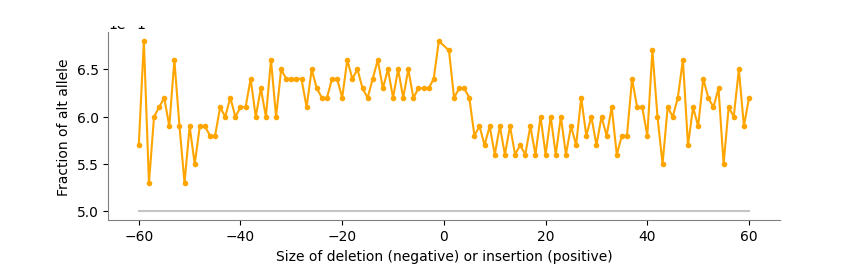 6.5
6.0
5.5
5.0
Fraction of alt allele
−60 −40 −20 0 20 40 60
Size of deletion (negative) or insertion (positive)